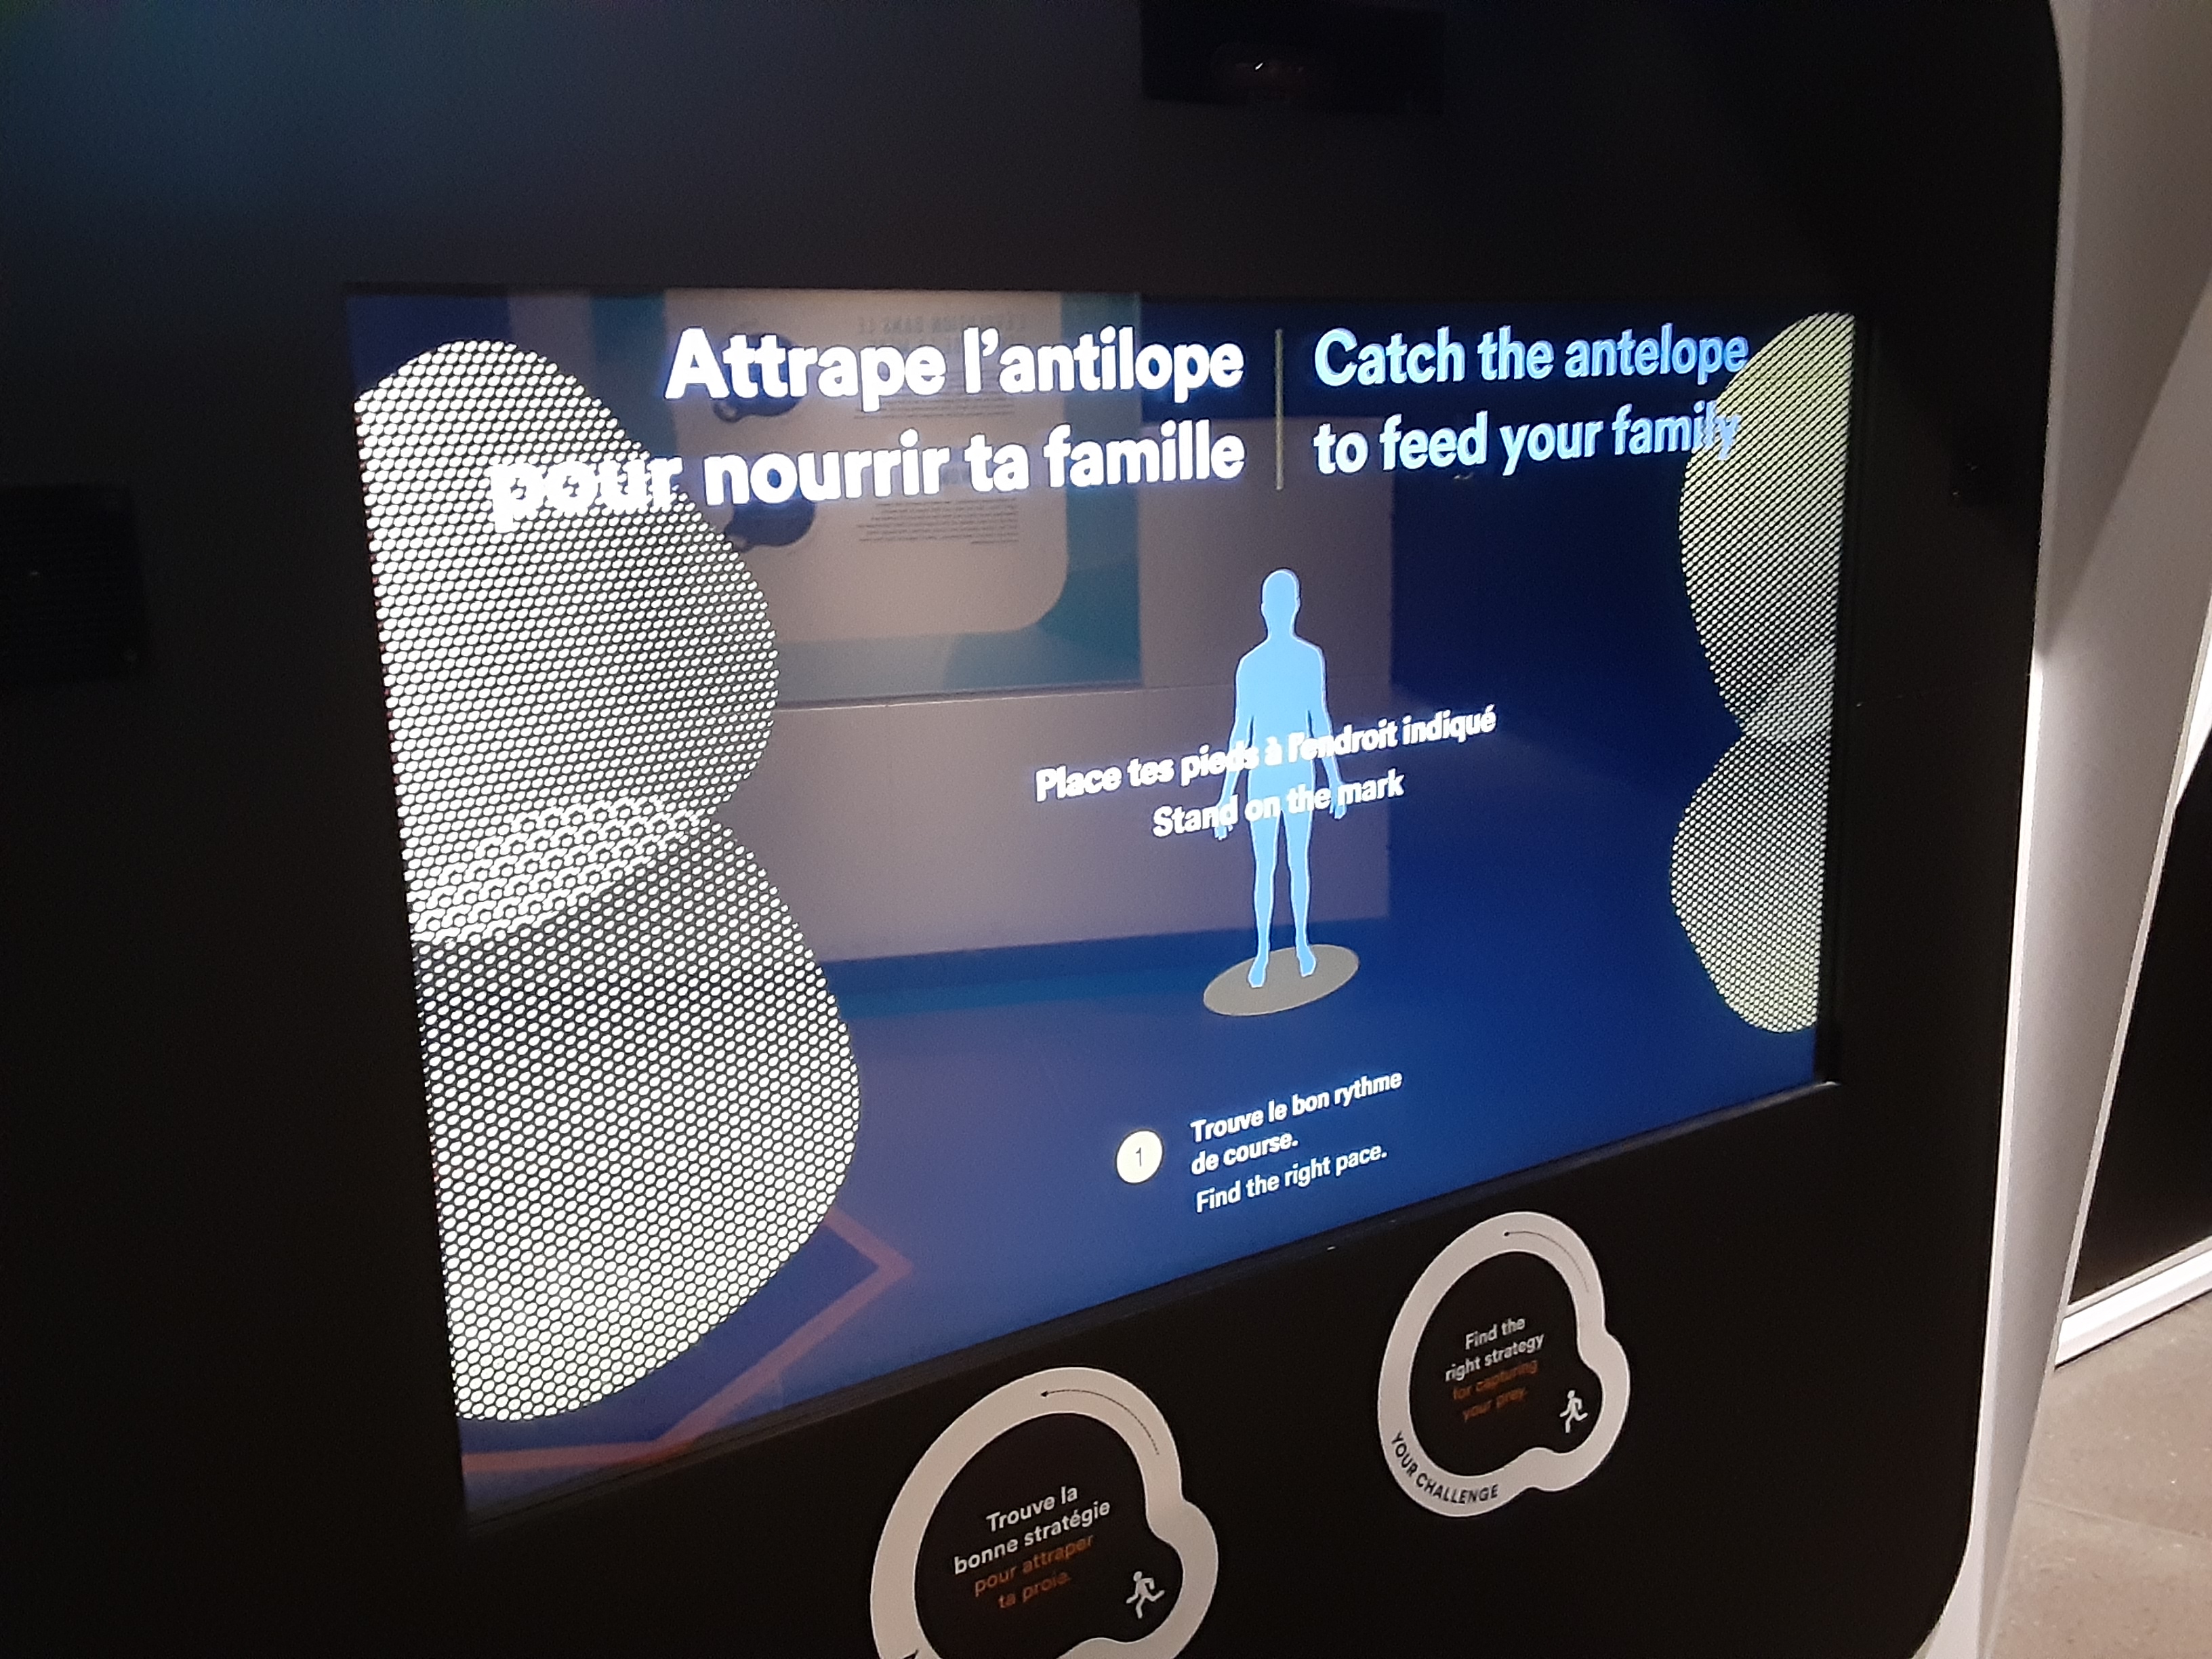 Attrape l'antilope
pour nourrir ta famille
Catch the antelope
to feed your family
Place tes pieds à l'endroit indiqué
Stand on the mark
1
Trouve le bon rythme
de course.
Find the right pace.
Trouve la
bonne stratégie
pour attraper
ta proie.
Find the
right strategy
for capturing
your prey.
YOUR CHALLENGE